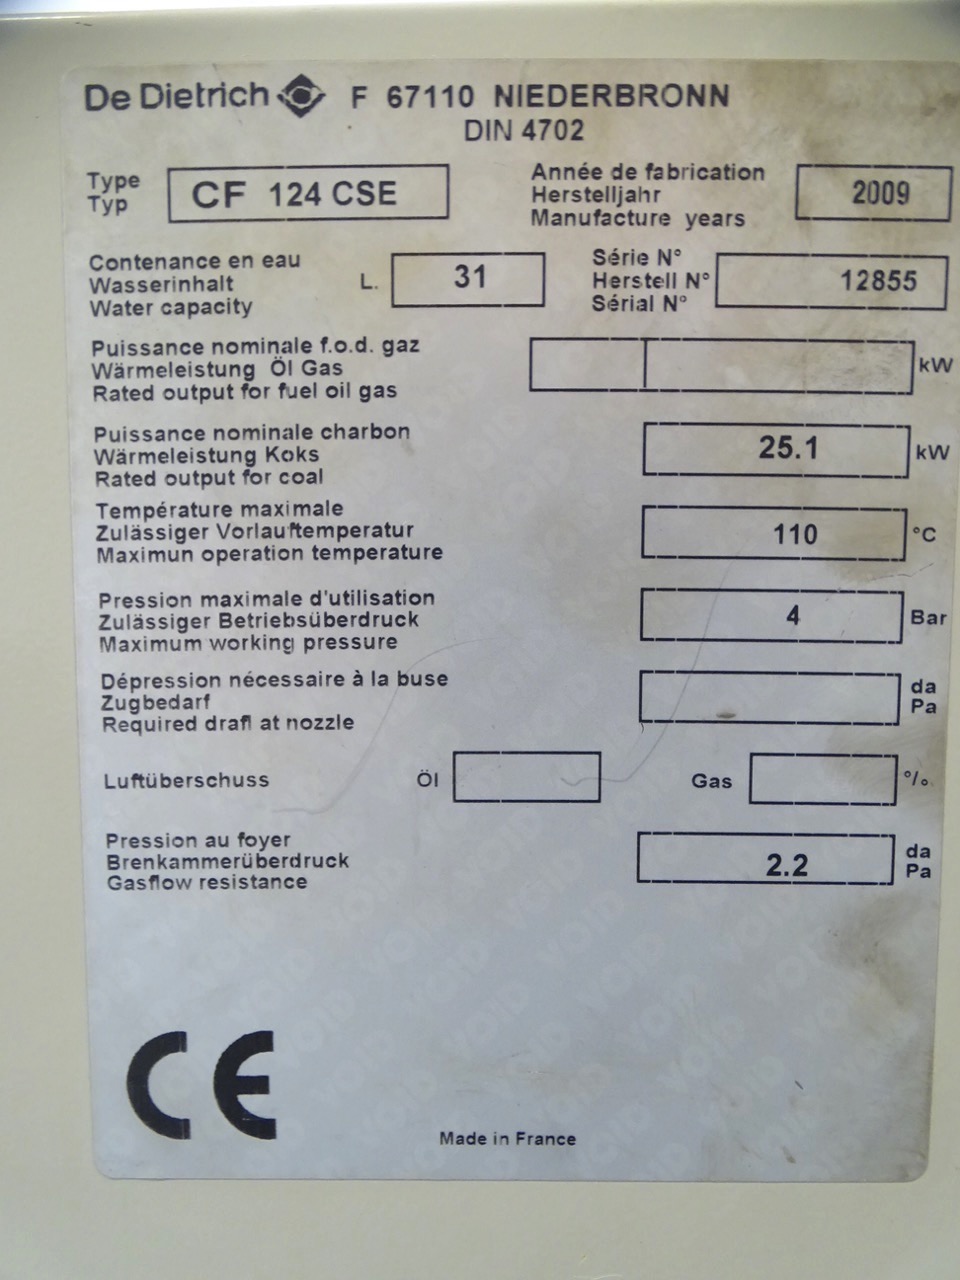 De Dietrich F 67110 NIEDERBRONN
DIN 4702
Type
Typ
CF 124 CSE
Année de fabrication
Herstelljahr
Manufacture years
2009
Contenance en eau
Wasserinhalt
Water capacity
L.
31
Série N°
Herstell N°
Sérial N°
12855
Puissance nominale f.o.d. gaz
Wärmeleistung Öl Gas
Rated output for fuel oil gas
kW
Puissance nominale charbon
Wärmeleistung Koks
Rated output for coal
25.1
kW
Température maximale
Zulässiger Vorlauftemperatur
Maximun operation temperature
110
°C
Pression maximale d'utilisation
Zulässiger Betriebsüberdruck
Maximum working pressure
4
Bar
Dépression nécessaire à la buse
Zugbedarf
Required drafl at nozzle
da
Pa
Luftüberschuss
Öl
Gas
%
Pression au foyer
Brenkammerüberdruck
Gasflow resistance
2.2
da
Pa
CE
Made in France